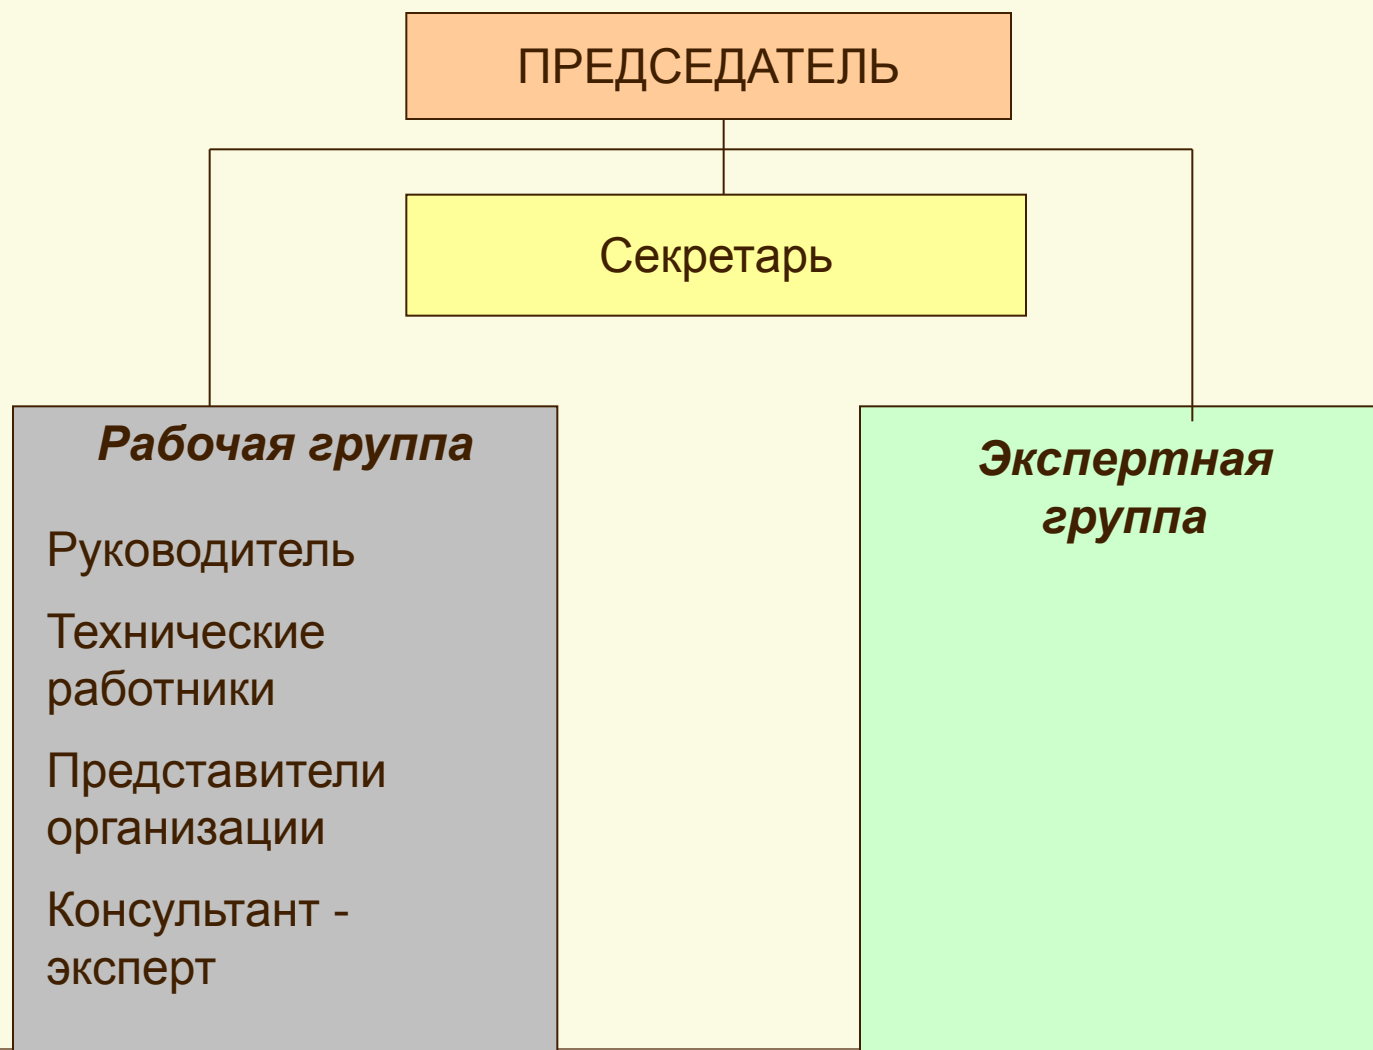 ПРЕДСЕДАТЕЛЬ
Секретарь
Рабочая группа
Руководитель
Технические
работники
Представители
организации
Консультант -
эксперт
Экспертная
группа